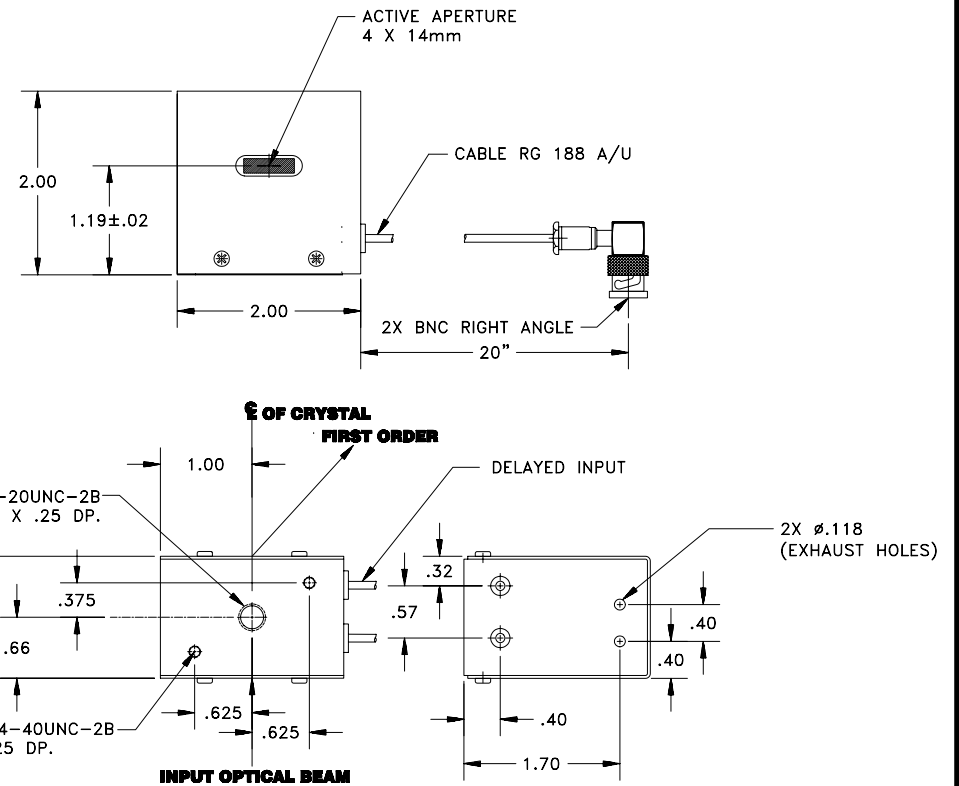 ACTIVE APERTURE
4 X 14mm
CABLE RG 188 A/U
2.00
1.19±.02
2.00
2X BNC RIGHT ANGLE
20"
℄ OF CRYSTAL
FIRST ORDER
1.00
DELAYED INPUT
-20UNC-2B
X .25 DP.
2X ø.118
(EXHAUST HOLES)
.32
.375
.57
.40
.66
.40
.625
4-40UNC-2B
.625
.40
25 DP.
1.70
INPUT OPTICAL BEAM